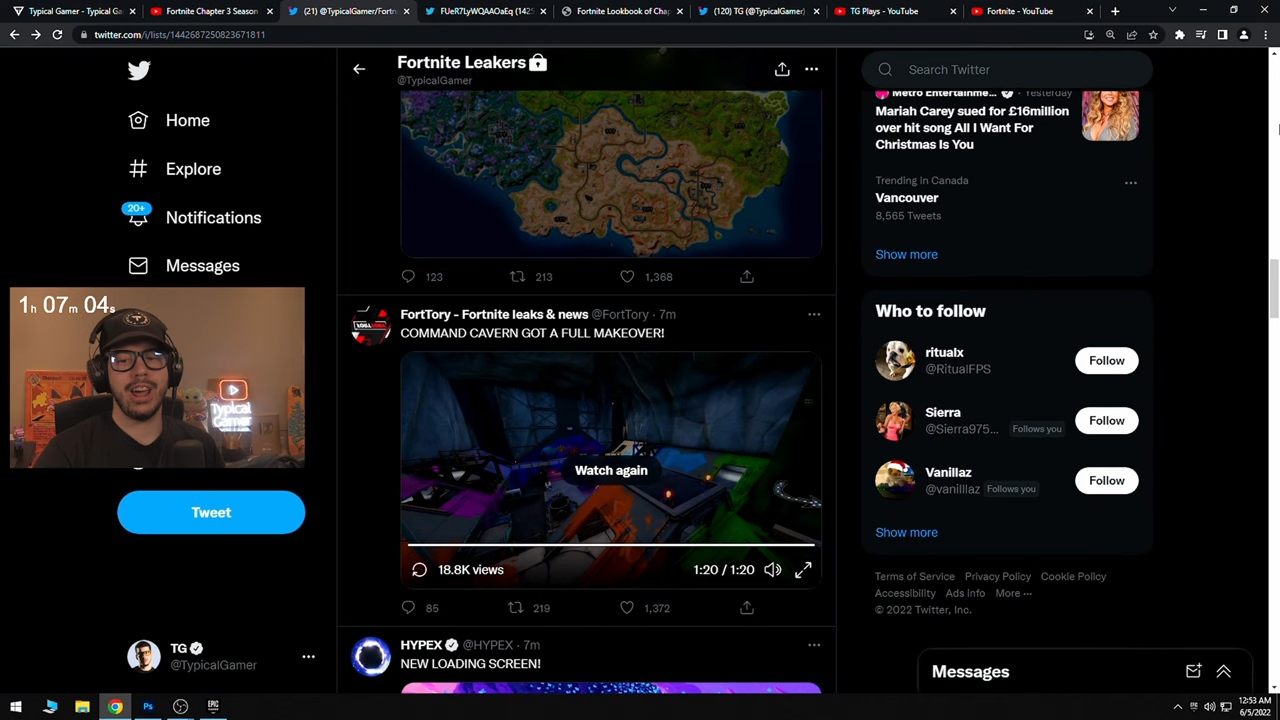 Typical Gamer - Typical G
Fortnite Chapter 3 Season
(21) @TypicalGamer/Fortn
FUeR7LyWQAAOaEq (142
Fortnite Lookbook of Cha
(120) TG (@TypicalGamer)
TG Plays - YouTube
Fortnite - YouTube
twitter.com/i/lists/1442687250823671811
Home
Explore
20+
Notifications
Messages
1h 07m 04s
Typical
Gamer
Tweet
TG
@TypicalGamer
Fortnite Leakers
@TypicalGamer
123
213
1,368
FortTory - Fortnite leaks & news @FortTory · 7m
COMMAND CAVERN GOT A FULL MAKEOVER!
Watch again
18.8K views
1:20 / 1:20
85
219
1,372
HYPEX @HYPEX · 7m
NEW LOADING SCREEN!
Search Twitter
Metro Entertainme... · Yesterday
Mariah Carey sued for £16million
over hit song All I Want For
Christmas Is You
Trending in Canada
Vancouver
8,565 Tweets
Show more
Who to follow
ritualx
@RitualFPS
Follow
Sierra
@Sierra975... Follows you
Follow
Vanillaz
@vanilllaz Follows you
Follow
Show more
Terms of Service Privacy Policy Cookie Policy
Accessibility Ads info More ···
© 2022 Twitter, Inc.
Messages
Ps
EPIC
12:53 AM
6/5/2022